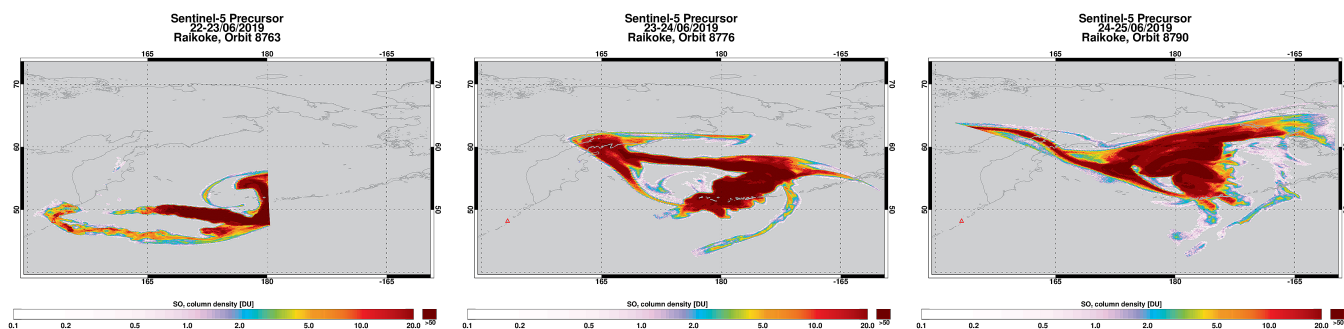 Sentinel-5 Precursor
22-23/06/2019
Raikoke, Orbit 8763
165 180 -165
70 70
60 60
50 50
165 180 -165
SO₂ column density [DU]
0.1 0.2 0.5 1.0 2.0 5.0 10.0 20.0 >50
Sentinel-5 Precursor
23-24/06/2019
Raikoke, Orbit 8776
165 180 -165
70 70
60 60
50 50
165 180 -165
SO₂ column density [DU]
0.1 0.2 0.5 1.0 2.0 5.0 10.0 20.0 >50
Sentinel-5 Precursor
24-25/06/2019
Raikoke, Orbit 8790
165 180 -165
70
60
50
165 180 -165
SO₂ column density [DU]
0.1 0.2 0.5 1.0 2.0 5.0 10.0 20.0 >50